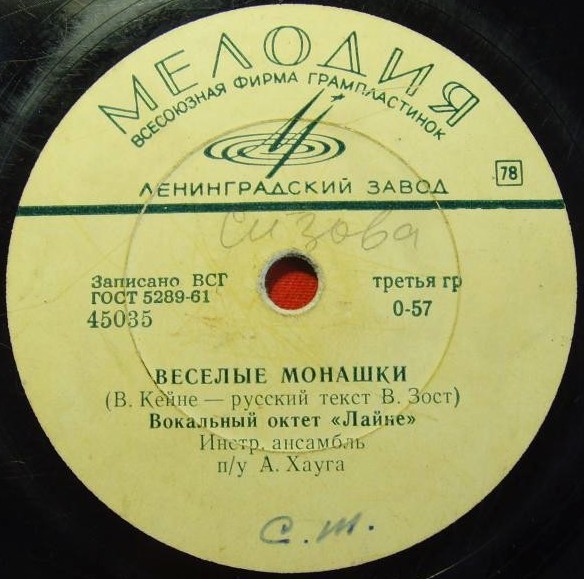 МЕЛОДИЯ
ВСЕСОЮЗНАЯ ФИРМА ГРАМПЛАСТИНОК
ЛЕНИНГРАДСКИЙ ЗАВОД
78
Сизова
Записано ВСГ
ГОСТ 5289-61
45035
третья гр
0-57
ВЕСЕЛЫЕ МОНАШКИ
(В. Кейне — русский текст В. Зост)
Вокальный октет «Лайне»
Инстр. ансамбль
п/у А. Хауга
С.т.